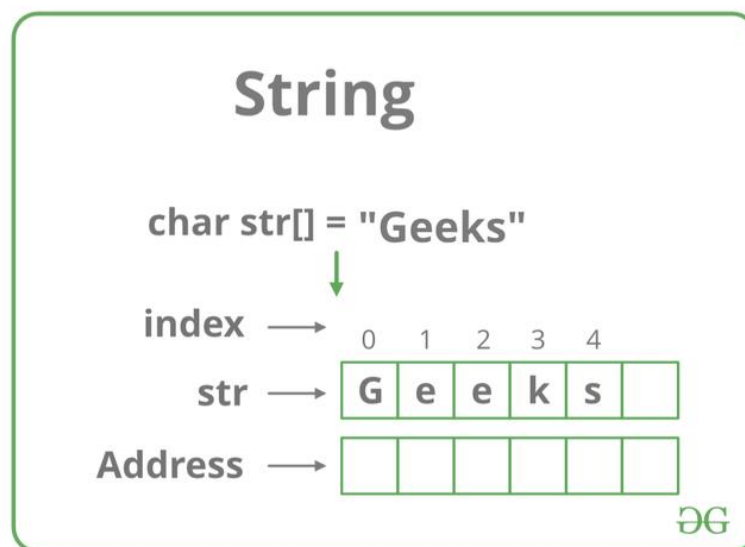 String
char str[] = "Geeks"
index 0 1 2 3 4
str G e e k s
Address
GG